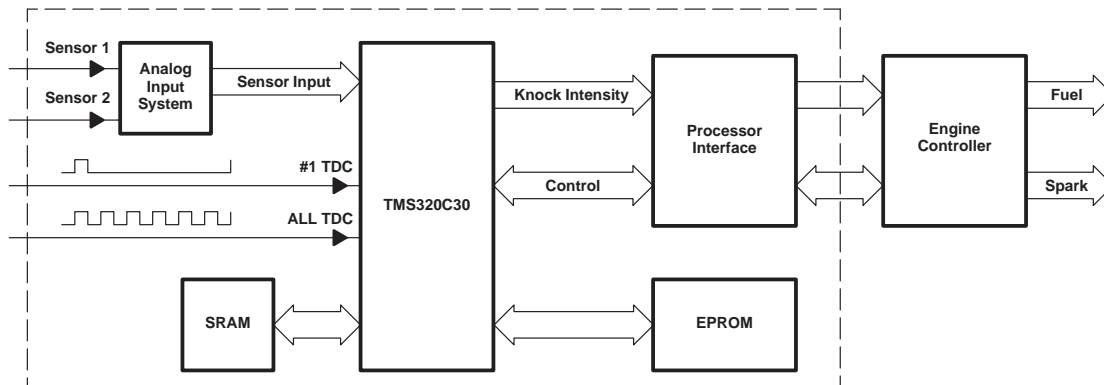 Sensor 1
Sensor 2
Analog
Input
System
Sensor Input
#1 TDC
ALL TDC
TMS320C30
Knock Intensity
Control
Processor
Interface
Engine
Controller
Fuel
Spark
SRAM
EPROM